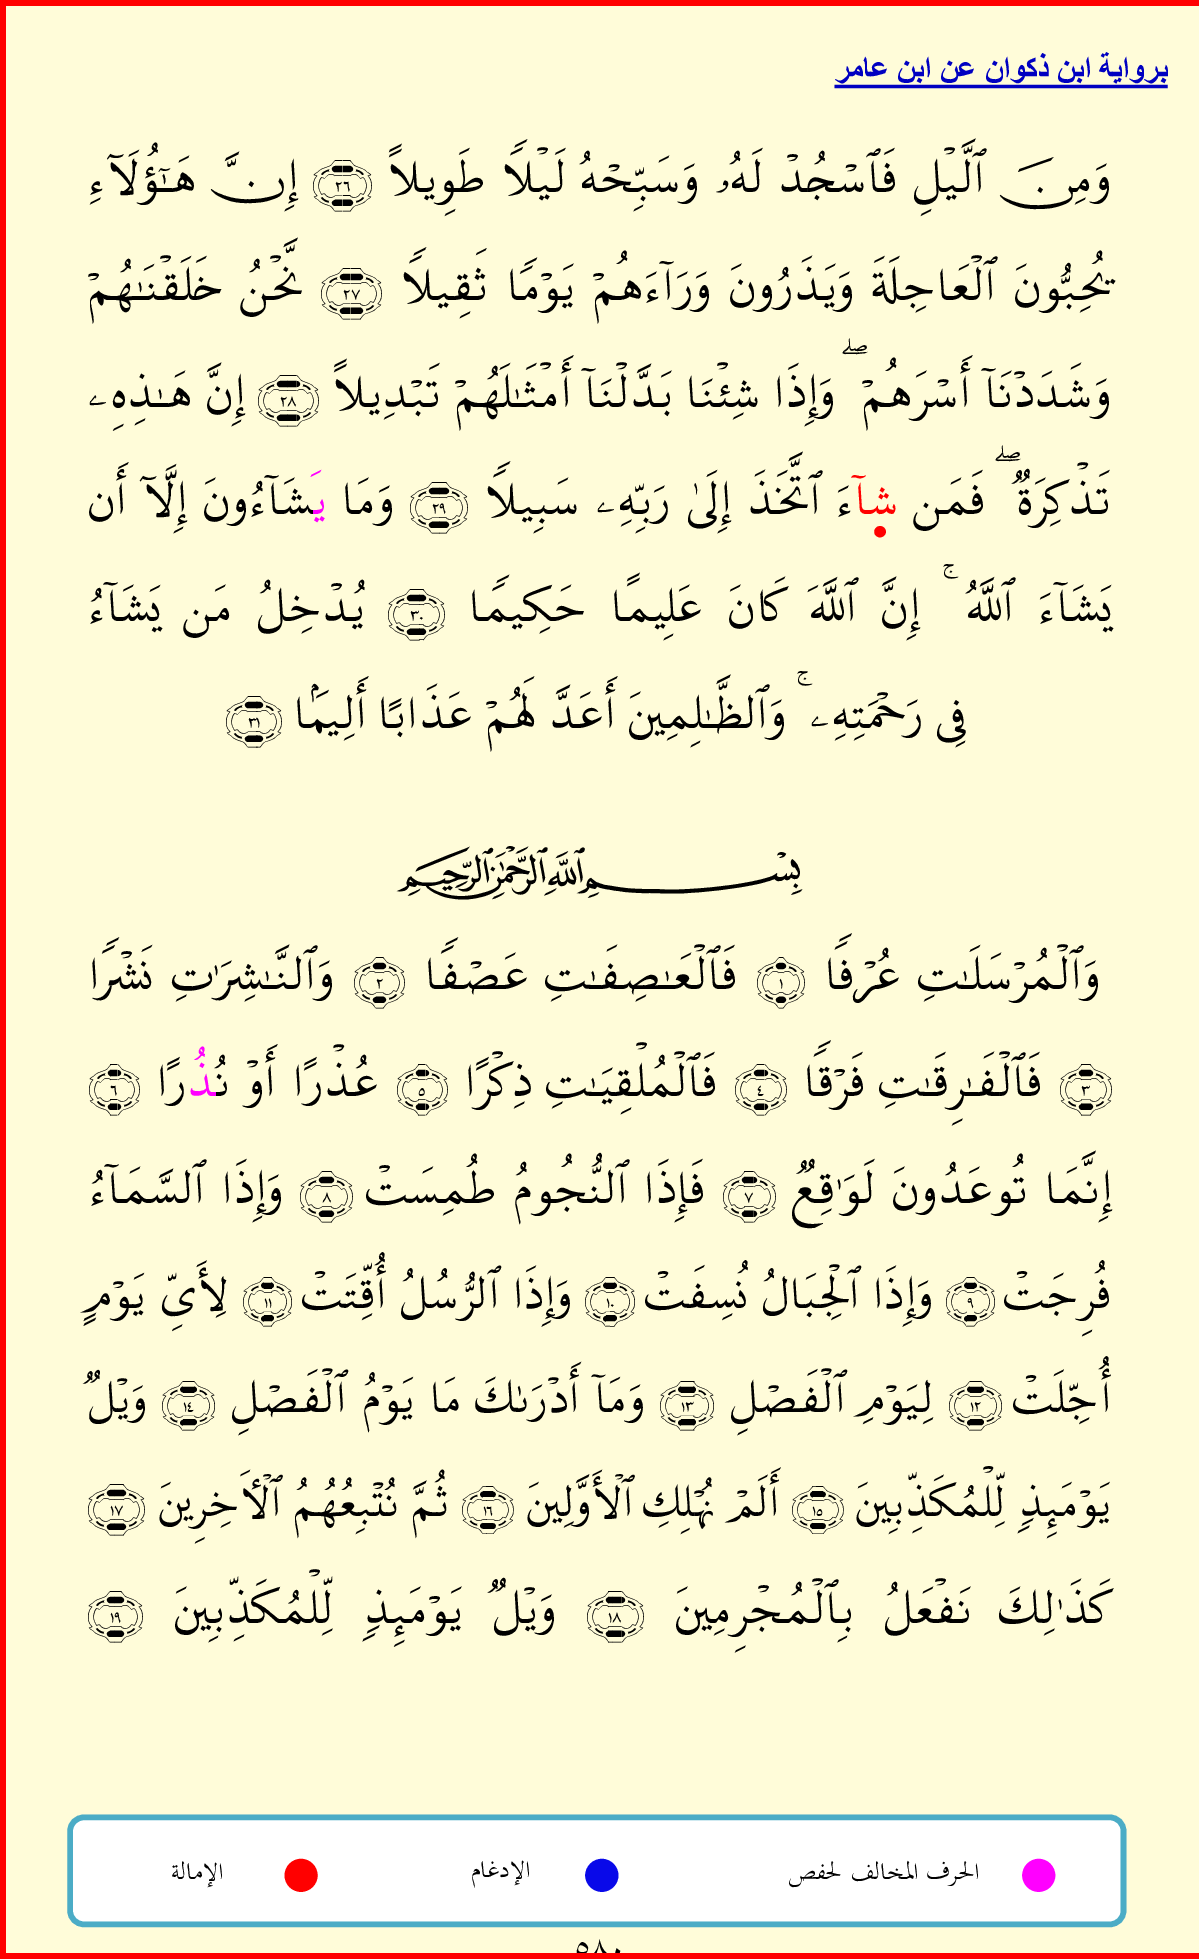 برواية ابن ذكوان عن ابن عامر
وَمِنَ ٱلَّيۡلِ فَٱسۡجُدۡ لَهُۥ وَسَبِّحۡهُ لَيۡلًا طَوِيلًا ٢٦ إِنَّ هَـٰٓؤُلَآءِ
يُحِبُّونَ ٱلۡعَاجِلَةَ وَيَذَرُونَ وَرَآءَهُمۡ يَوۡمًا ثَقِيلًا ٢٧ نَّحۡنُ خَلَقۡنَـٰهُمۡ
وَشَدَدۡنَآ أَسۡرَهُمۡۖ وَإِذَا شِئۡنَا بَدَّلۡنَآ أَمۡثَـٰلَهُمۡ تَبۡدِيلًا ٢٨ إِنَّ هَـٰذِهِۦ
تَذۡكِرَةٌۖ فَمَن شآءَ ٱتَّخَذَ إِلَىٰ رَبِّهِۦ سَبِيلًا ٢٩ وَمَا يَشَآءُونَ إِلَّآ أَن
يَشَآءَ ٱللَّهُۚ إِنَّ ٱللَّهَ كَانَ عَلِيمًا حَكِيمًا ٣٠ يُدۡخِلُ مَن يَشَآءُ
فِى رَحۡمَتِهِۦۚ وَٱلظَّـٰلِمِينَ أَعَدَّ لَهُمۡ عَذَابًا أَلِيمَۢا ٣١
بِسۡمِ ٱللَّهِ ٱلرَّحۡمَـٰنِ ٱلرَّحِيمِ
وَٱلۡمُرۡسَلَـٰتِ عُرۡفًا ١ فَٱلۡعَـٰصِفَـٰتِ عَصۡفًا ٢ وَٱلنَّـٰشِرَٰتِ نَشۡرًا
٣ فَٱلۡفَـٰرِقَـٰتِ فَرۡقًا ٤ فَٱلۡمُلۡقِيَـٰتِ ذِكۡرًا ٥ عُذۡرًا أَوۡ نُذُرًا ٦
إِنَّمَا تُوعَدُونَ لَوَٰقِعٌ ٧ فَإِذَا ٱلنُّجُومُ طُمِسَتۡ ٨ وَإِذَا ٱلسَّمَآءُ
فُرِجَتۡ ٩ وَإِذَا ٱلۡجِبَالُ نُسِفَتۡ ١٠ وَإِذَا ٱلرُّسُلُ أُقِّتَتۡ ١١ لِأَىِّ يَوۡمٍ
أُجِّلَتۡ ١٢ لِيَوۡمِ ٱلۡفَصۡلِ ١٣ وَمَآ أَدۡرَىٰكَ مَا يَوۡمُ ٱلۡفَصۡلِ ١٤ وَيۡلٌ
يَوۡمَئِذٍ لِّلۡمُكَذِّبِينَ ١٥ أَلَمۡ نُهۡلِكِ ٱلۡأَوَّلِينَ ١٦ ثُمَّ نُتۡبِعُهُمُ ٱلۡأَخِرِينَ ١٧
كَذَٰلِكَ نَفۡعَلُ بِٱلۡمُجۡرِمِينَ ١٨ وَيۡلٌ يَوۡمَئِذٍ لِّلۡمُكَذِّبِينَ ١٩
الحرف المخالف لحفص الإدغام الإمالة
٥٨٠